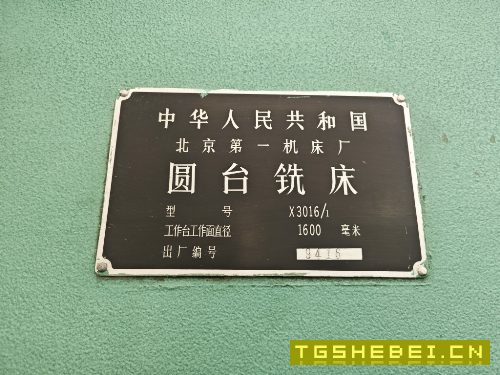 中华人民共和国
北京第一机床厂
圆台铣床
型号 X3016/1
工作台工作面直径 1600 毫米
出厂编号 9416
TGSHEBEI.CN